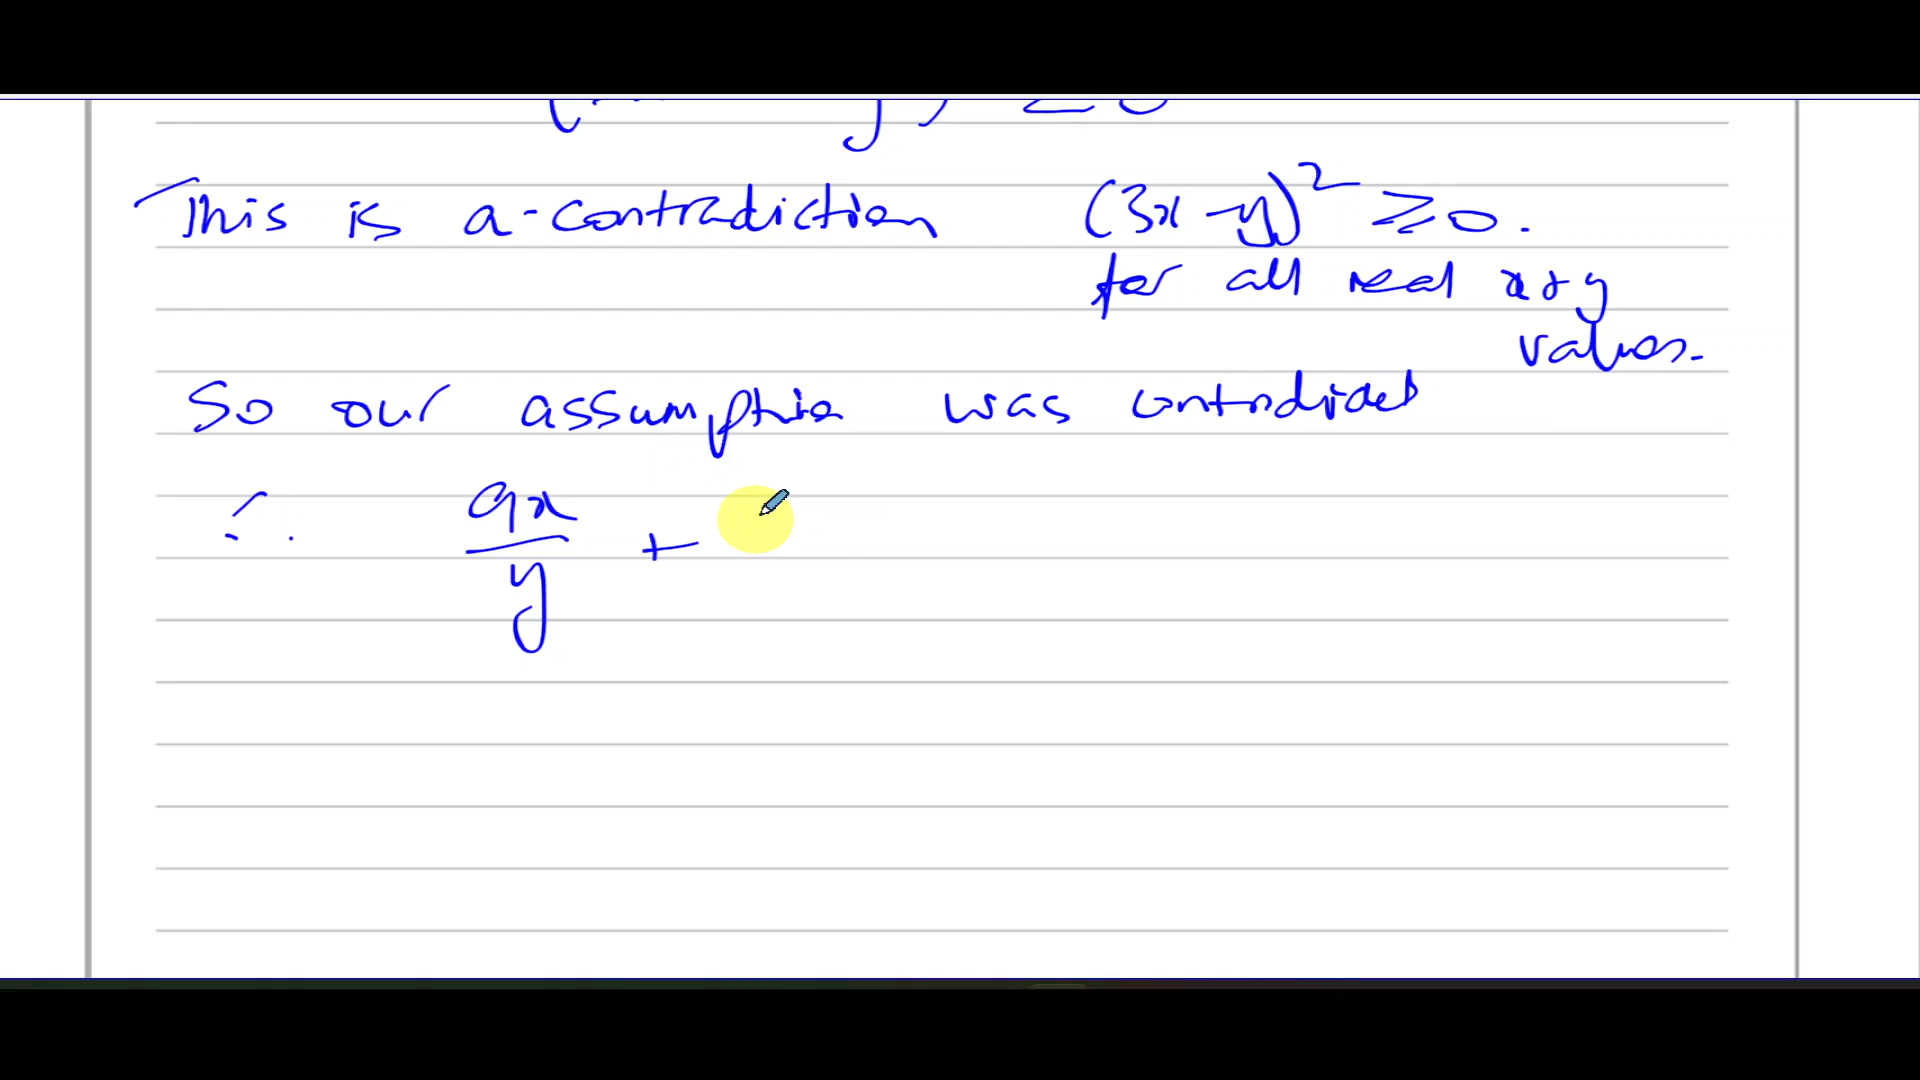 This is a contradiction (3x-y)² ≥0.
for all real x + y
values.
So our assumption was contradicted
∴ 9x/y +